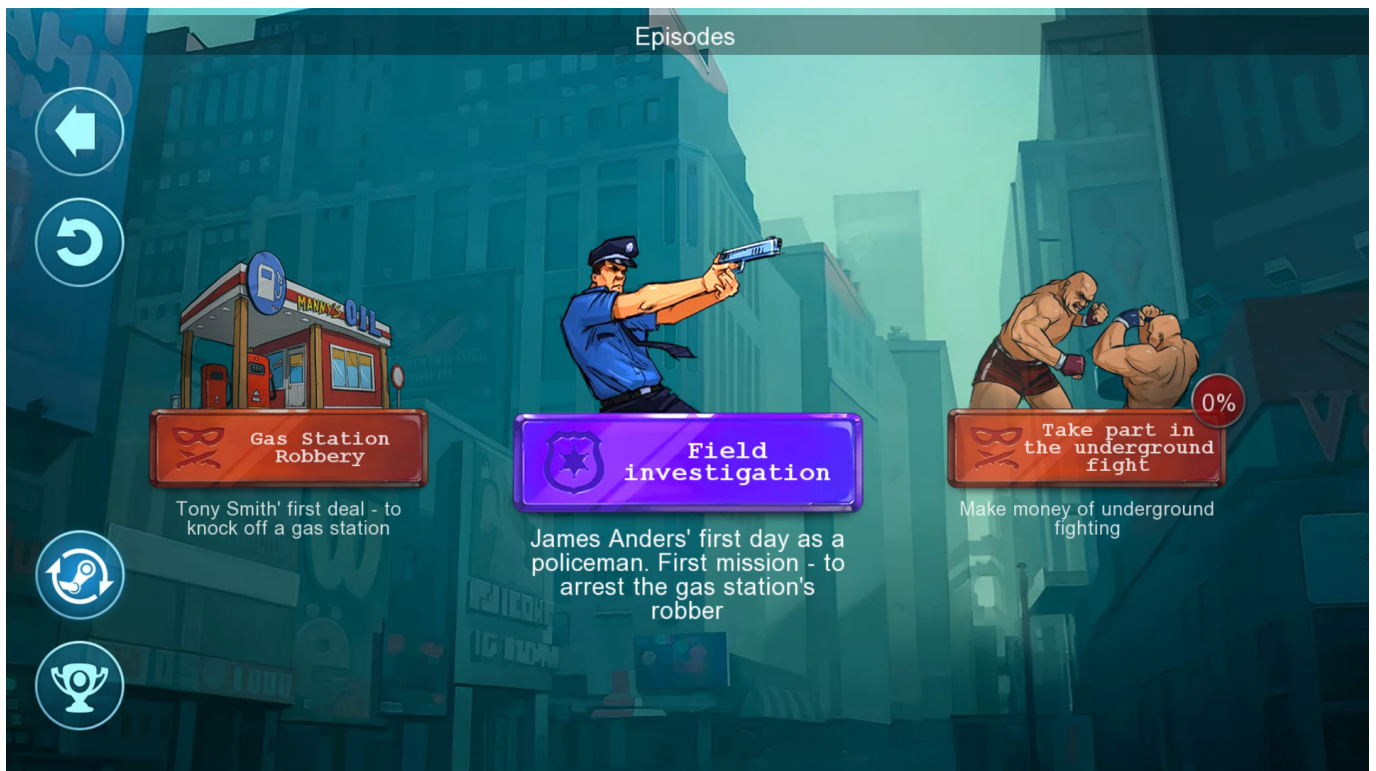 Episodes
MANNY'S OIL
Gas Station
Robbery
Tony Smith' first deal - to
knock off a gas station
Field
investigation
James Anders' first day as a
policeman. First mission - to
arrest the gas station's
robber
0%
Take part in
the underground
fight
Make money of underground
fighting